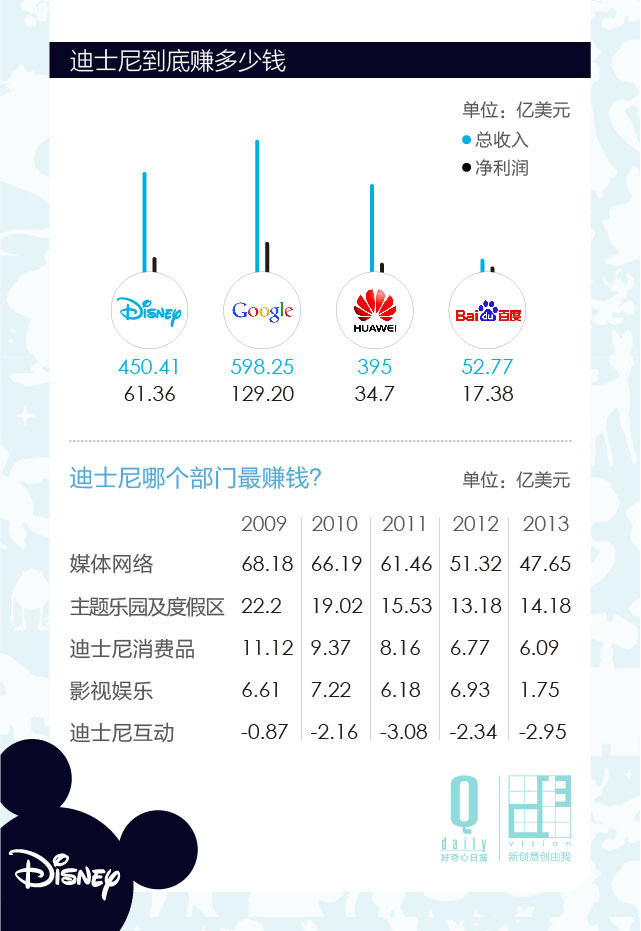 迪士尼到底赚多少钱
单位：亿美元
总收入
净利润
Disney Google HUAWEI Bai du 百度
450.41 598.25 395 52.77
61.36 129.20 34.7 17.38
迪士尼哪个部门最赚钱？ 单位：亿美元
2009 2010 2011 2012 2013
媒体网络 68.18 66.19 61.46 51.32 47.65
主题乐园及度假区 22.2 19.02 15.53 13.18 14.18
迪士尼消费品 11.12 9.37 8.16 6.77 6.09
影视娱乐 6.61 7.22 6.18 6.93 1.75
迪士尼互动 -0.87 -2.16 -3.08 -2.34 -2.95
Q
daily vision
好奇心日报 新创意创由我
Disney